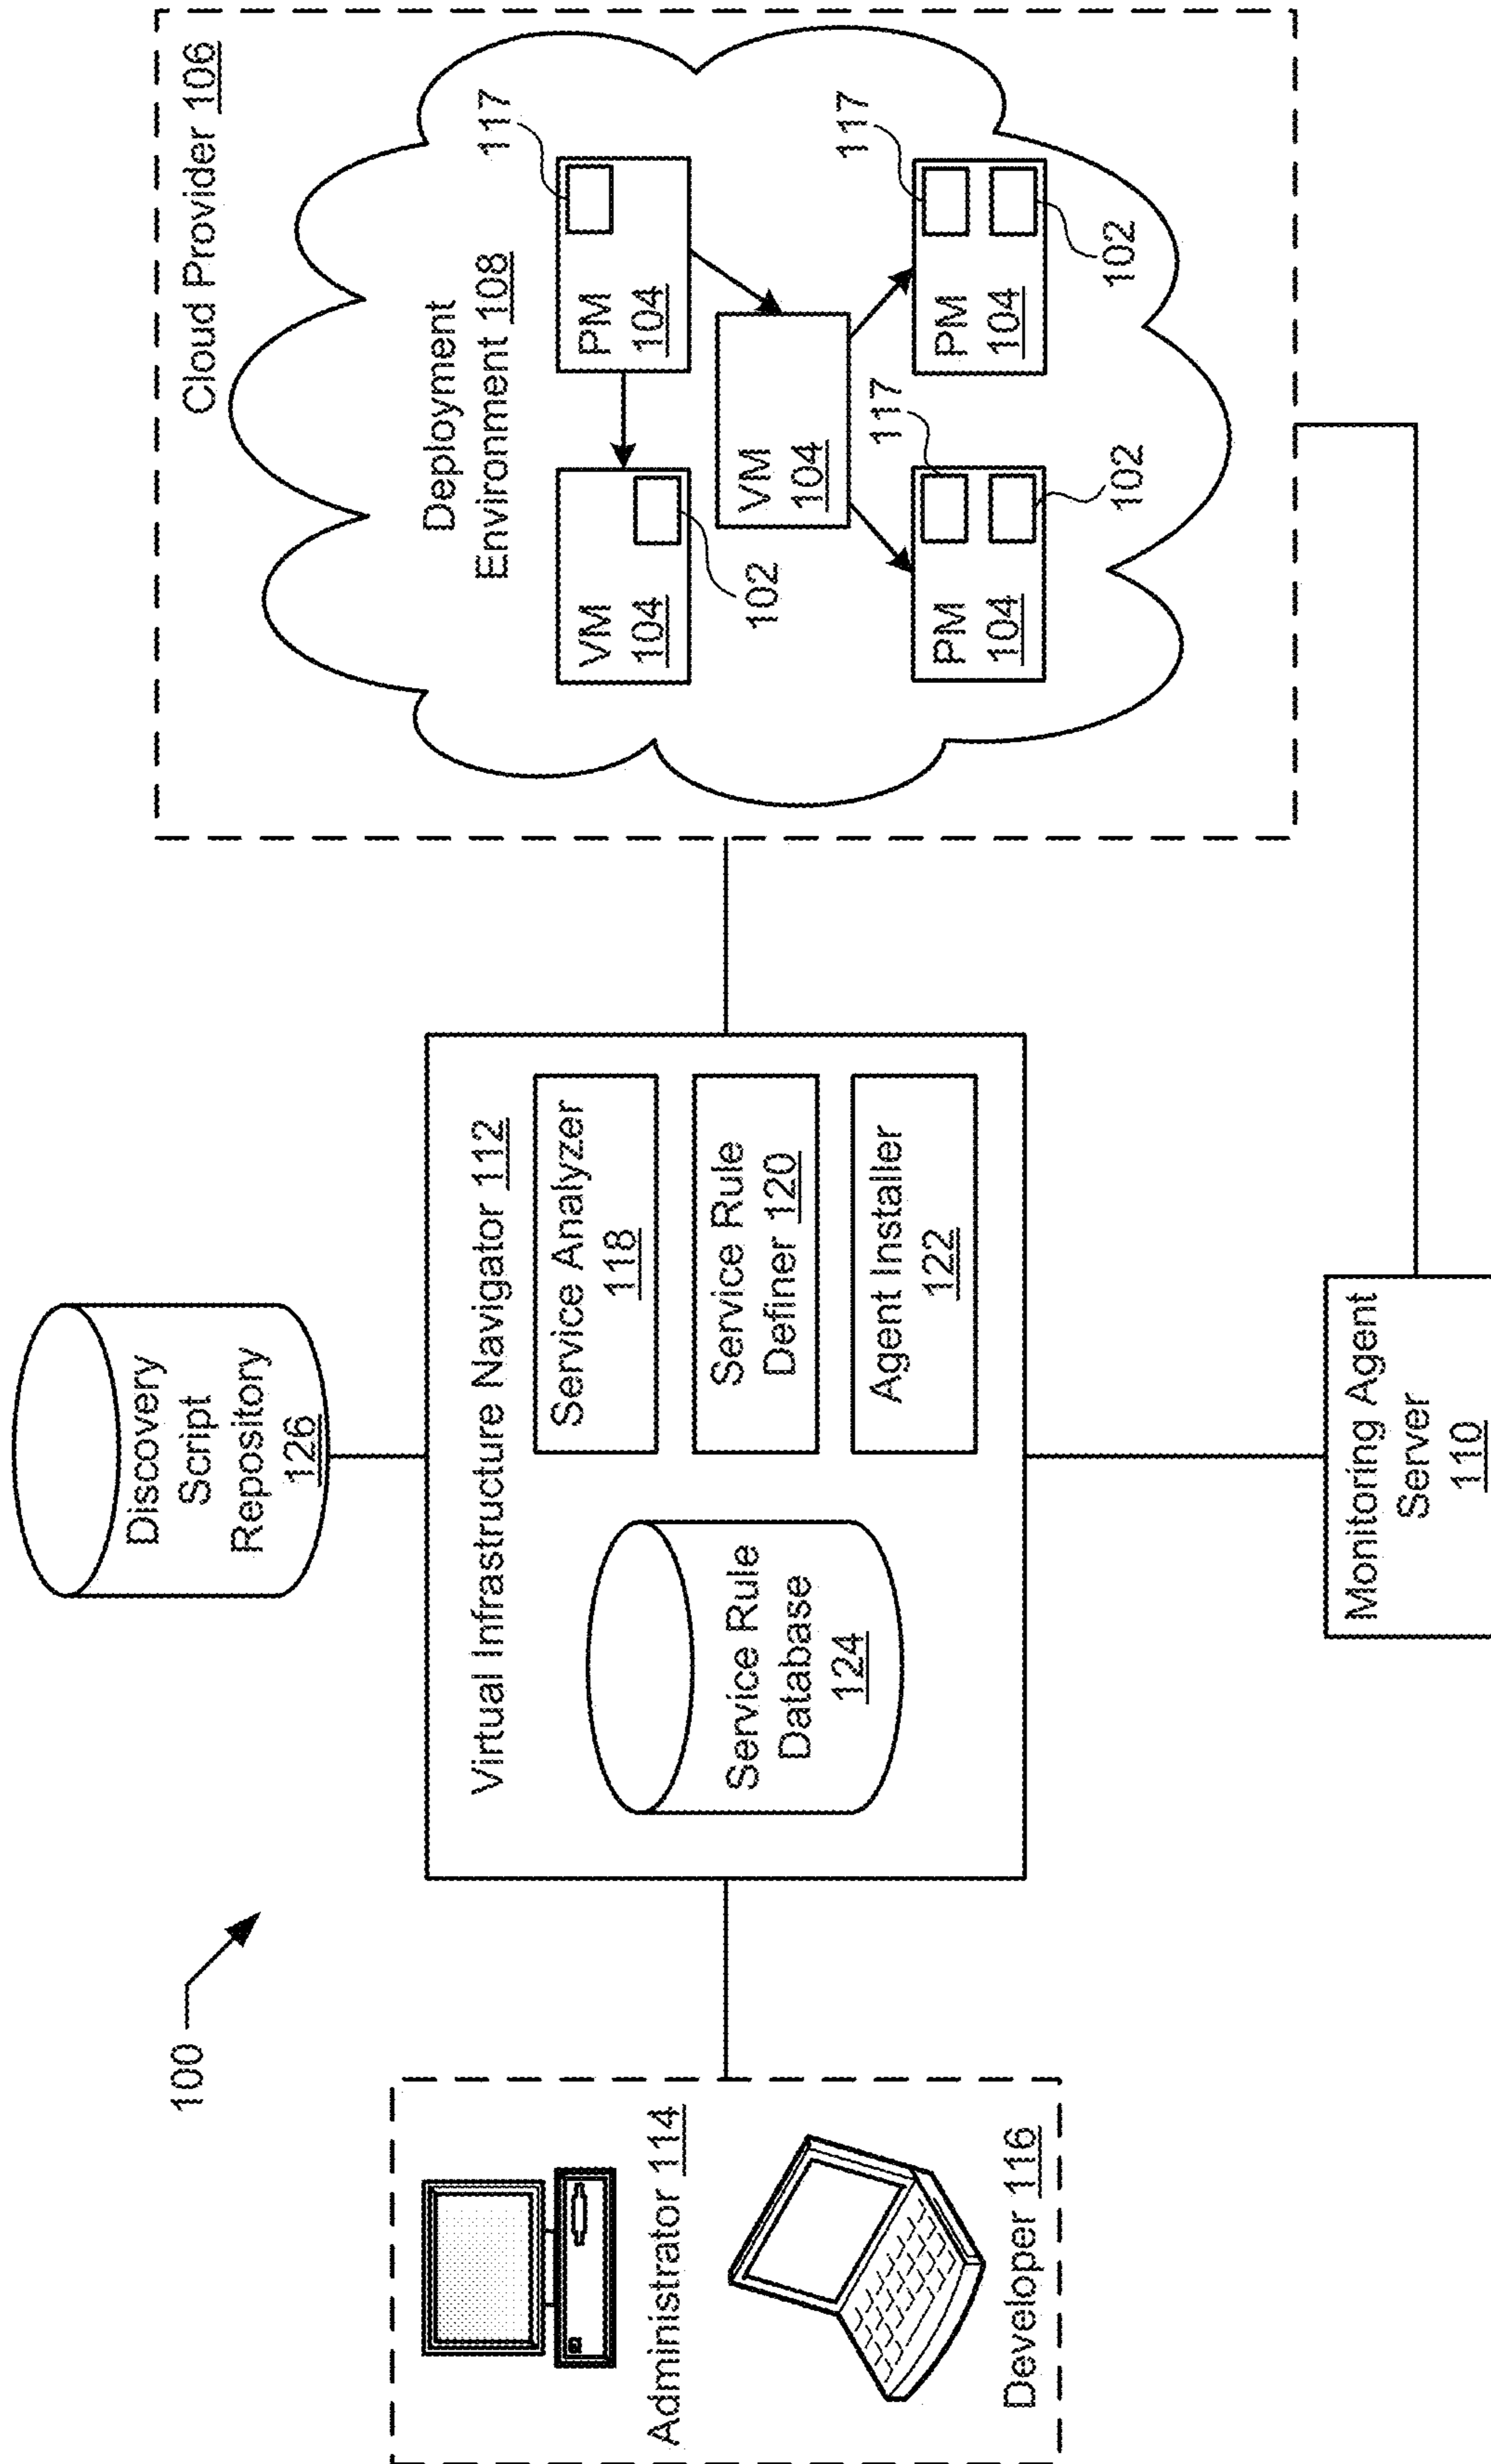 100
Discovery
Script
Repository
126
Administrator 114
Developer 116
Virtual Infrastructure Navigator 112
Service Rule
Database
124
Service Analyzer
118
Service Rule
Definer 120
Agent Installer
122
Monitoring Agent
Server
110
Cloud Provider 106
Deployment
Environment 108
VM
104
102
PM
104
117
VM
104
PM
104
117
102
PM
104
117
102